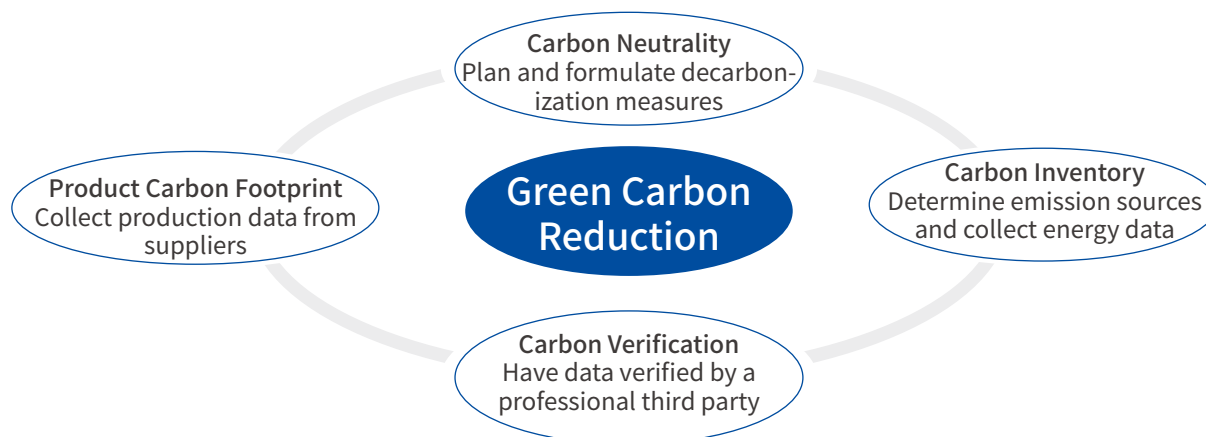 Carbon Neutrality
Plan and formulate decarbon-
ization measures
Product Carbon Footprint
Collect production data from
suppliers
Green Carbon
Reduction
Carbon Inventory
Determine emission sources
and collect energy data
Carbon Verification
Have data verified by a
professional third party